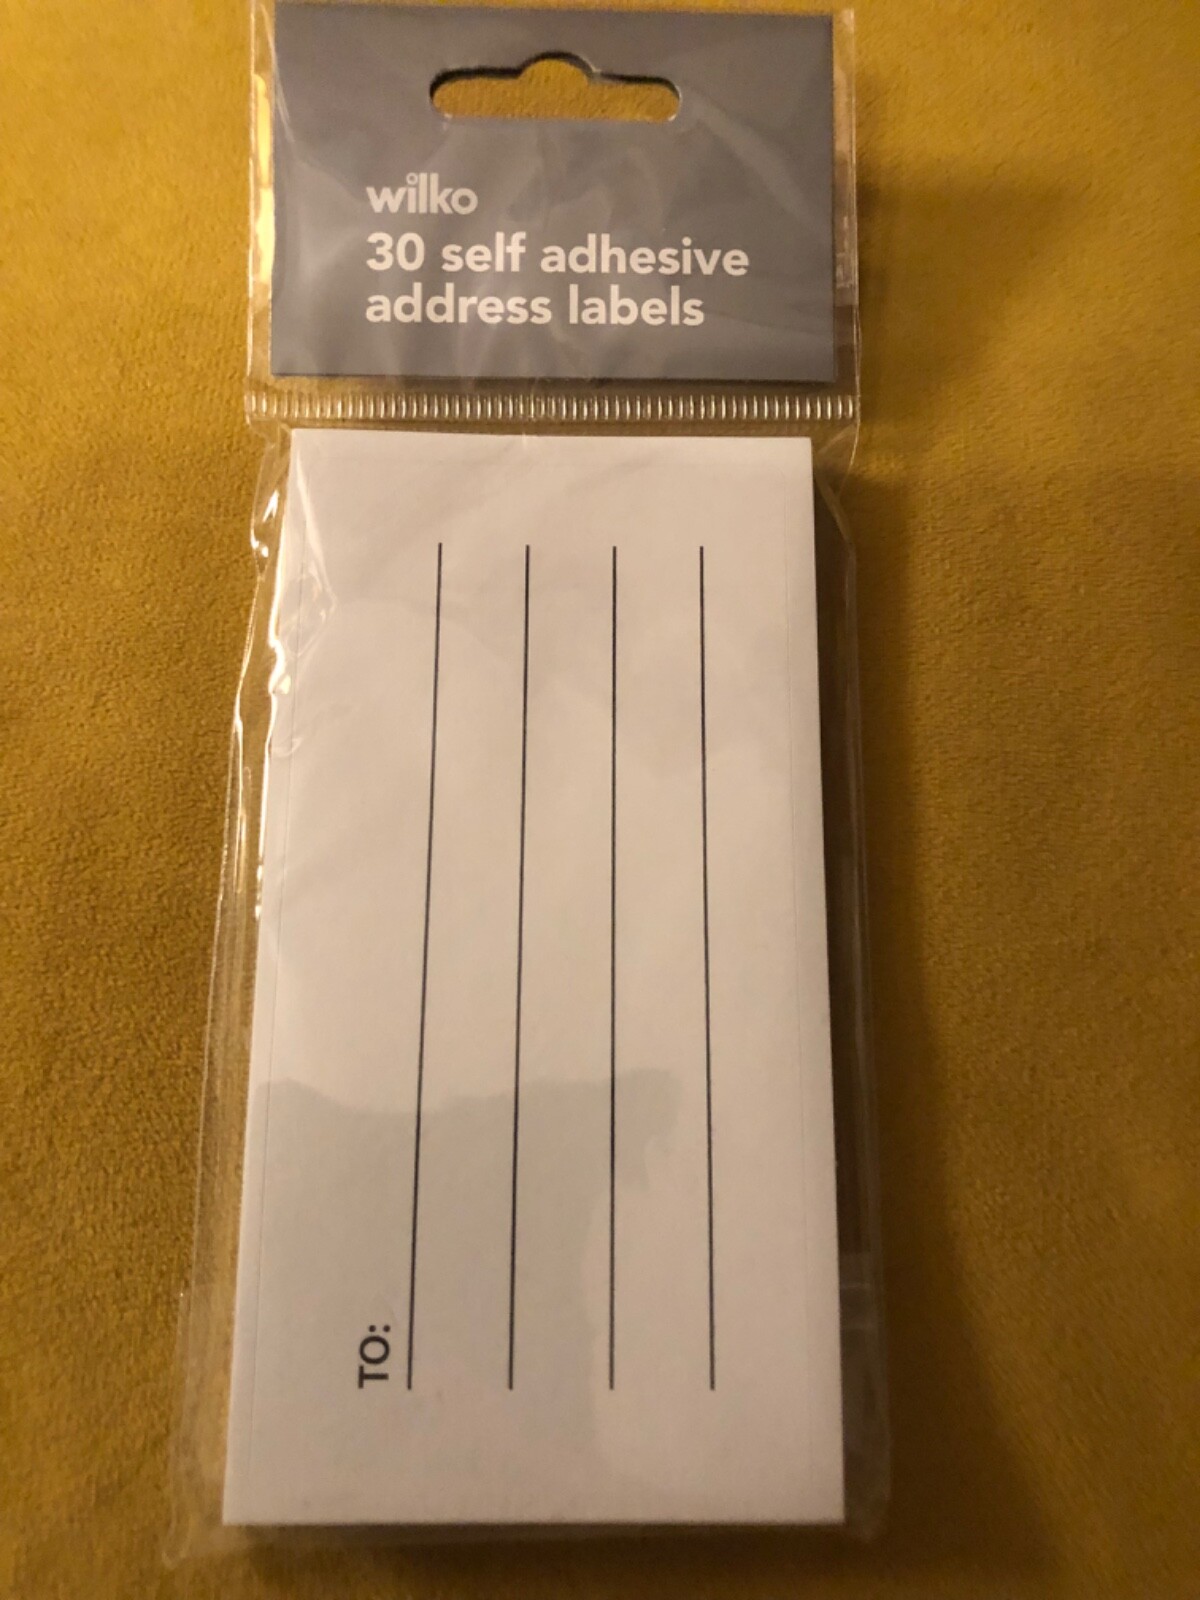 wilko
30 self adhesive
address labels
TO: